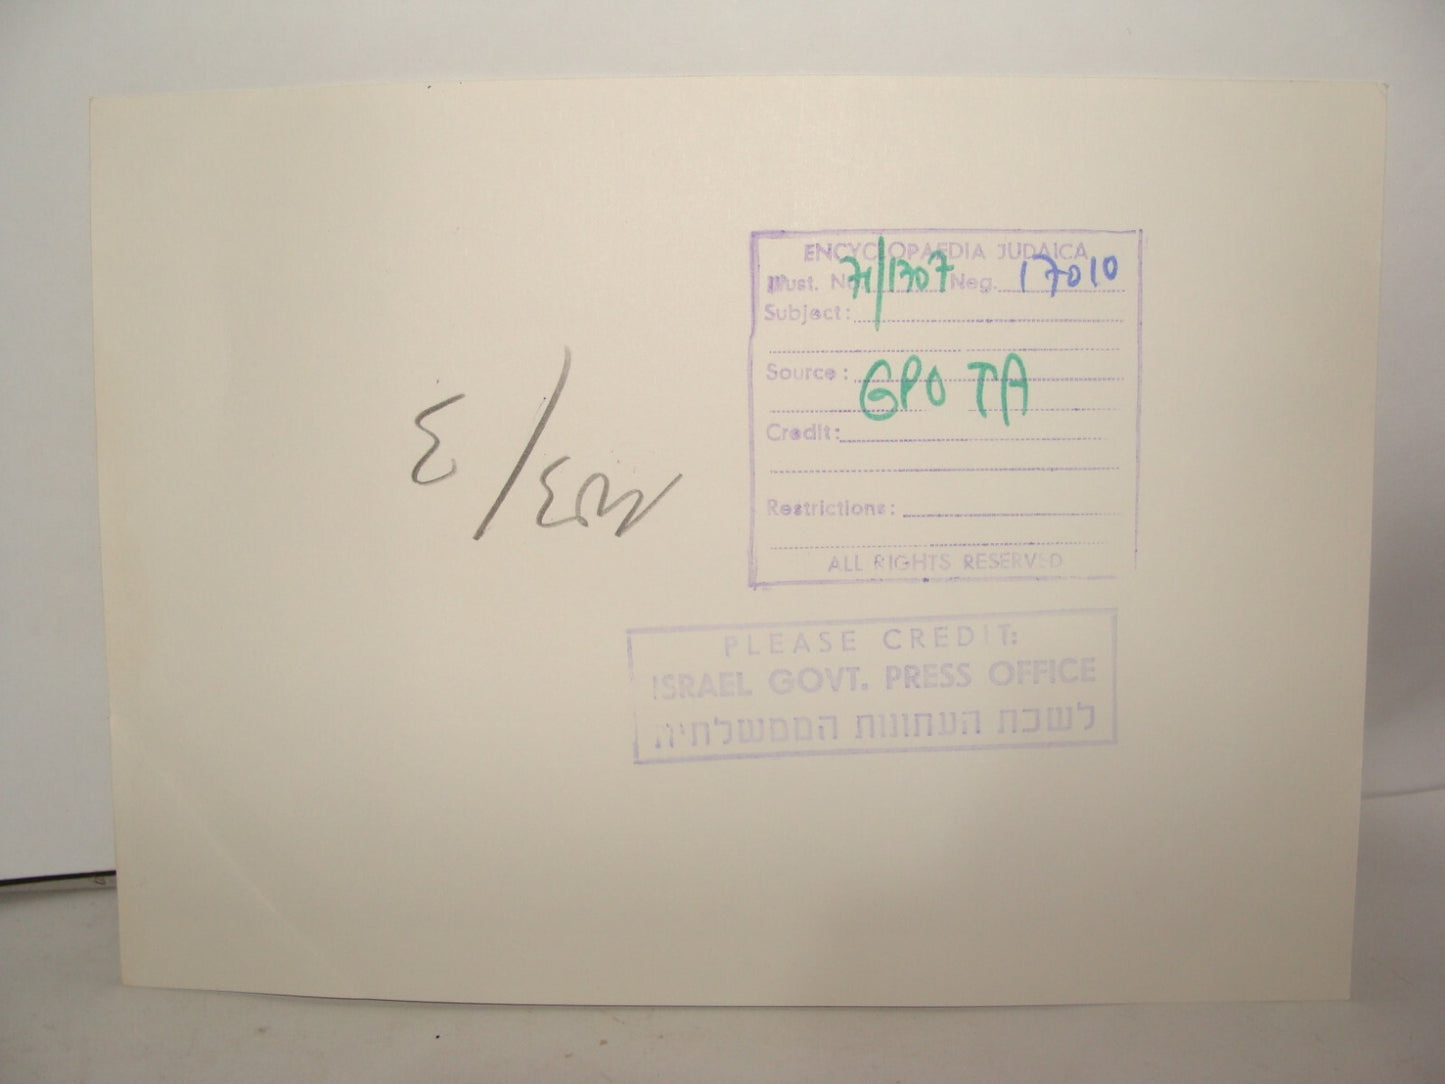 ENCYCLOPAEDIA JUDAICA
Illust. No. 71/1707 Neg. 17010
Subject:
Source: GPO TA
Credit:
Restrictions:
ALL RIGHTS RESERVED
PLEASE CREDIT:
ISRAEL GOVT. PRESS OFFICE
לשכת העתונות הממשלתית